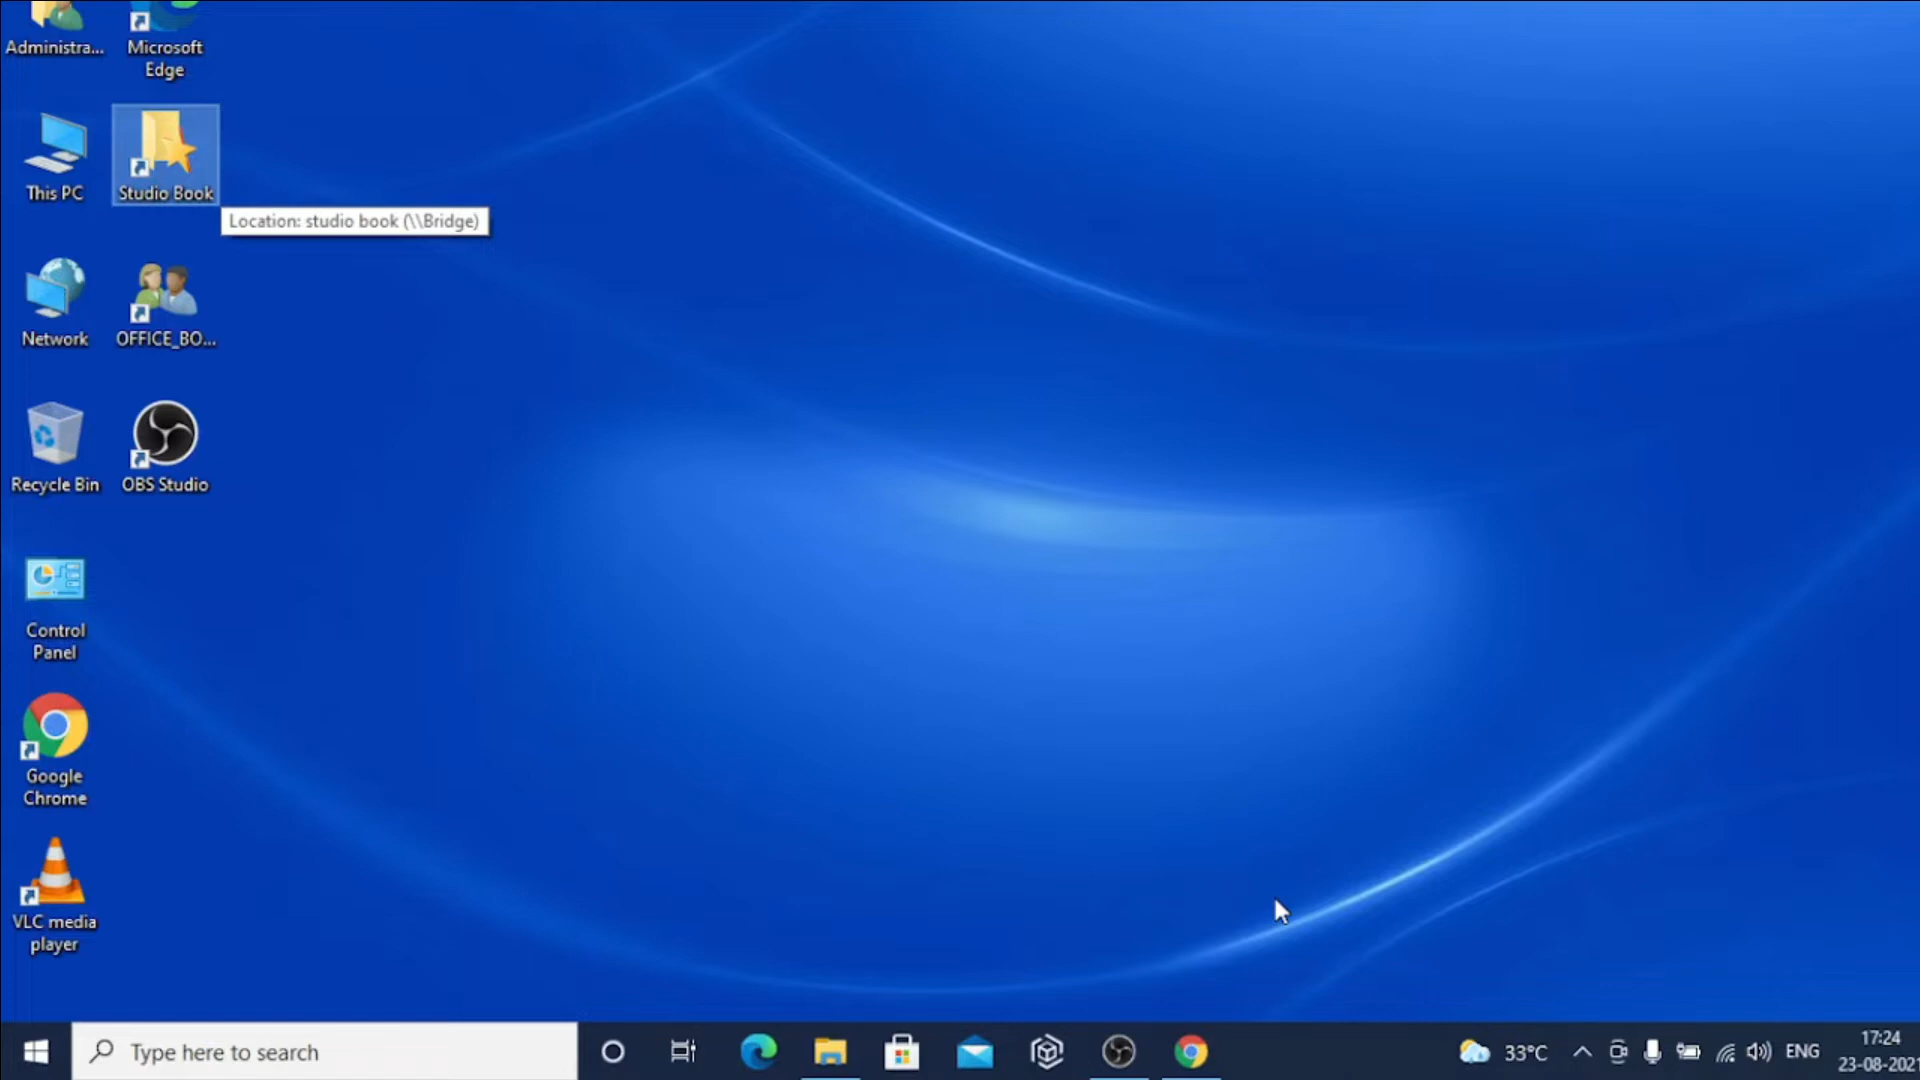 Administra...
Microsoft
Edge
This PC
Studio Book
Location: studio book (\\Bridge)
Network
OFFICE_BO...
Recycle Bin
OBS Studio
Control
Panel
Google
Chrome
VLC media
player
Type here to search
33°C
ENG
17:24
23-08-202